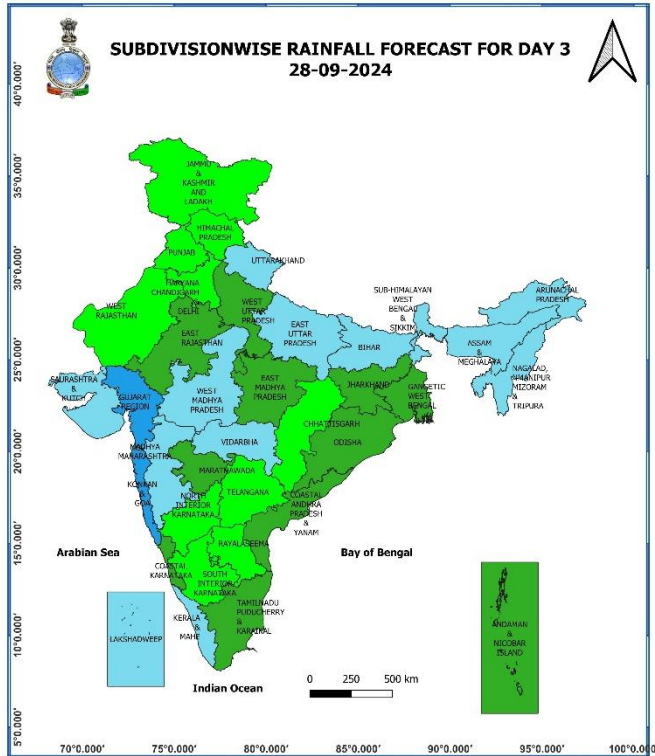 SUBDIVISIONWISE RAINFALL FORECAST FOR DAY 3
28-09-2024
40°0.000'
35°0.000'
30°0.000'
25°0.000'
20°0.000'
15°0.000'
10°0.000'
5°0.000'
JAMMU
&
KASHMIR
AND
LADAKH
HIMACHAL
PRADESH
PUNJAB
UTTARAKHAND
HARYANA
CHANDIGARH
DELHI
WEST
RAJASTHAN
EAST
RAJASTHAN
WEST
UTTAR
PRADESH
EAST
UTTAR
PRADESH
SUB-HIMALAYAN
WEST
BENGAL
&
SIKKIM
ARUNACHAL
PRADESH
BIHAR
ASSAM
&
MEGHALAYA
NAGALAD,
MANIPUR
MIZORAM
&
TRIPURA
SAURASHTRA
&
KUTCH
GUJARAT
REGION
WEST
MADHYA
PRADESH
EAST
MADHYA
PRADESH
JHARKHAND
GANGETIC
WEST
BENGAL
CHHATTISGARH
ODISHA
MADHYA
MAHARASHTRA
VIDARBHA
MARATHAWADA
KONKAN
&
GOA
NORTH
INTERIOR
KARNATAKA
TELANGANA
COASTAL
ANDHRA
PRADESH
&
YANAM
Arabian Sea
Bay of Bengal
COASTAL
KARNATAKA
RAYALASEEMA
SOUTH
INTERIOR
KARNATAKA
TAMILNADU
PUDUCHERRY
&
KARAIKAL
KERALA
&
MAHE
LAKSHADWEEP
ANDAMAN
&
NICOBAR
ISLAND
Indian Ocean
0 250 500 km
70°0.000' 75°0.000' 80°0.000' 85°0.000' 90°0.000' 95°0.000' 100°0.000'